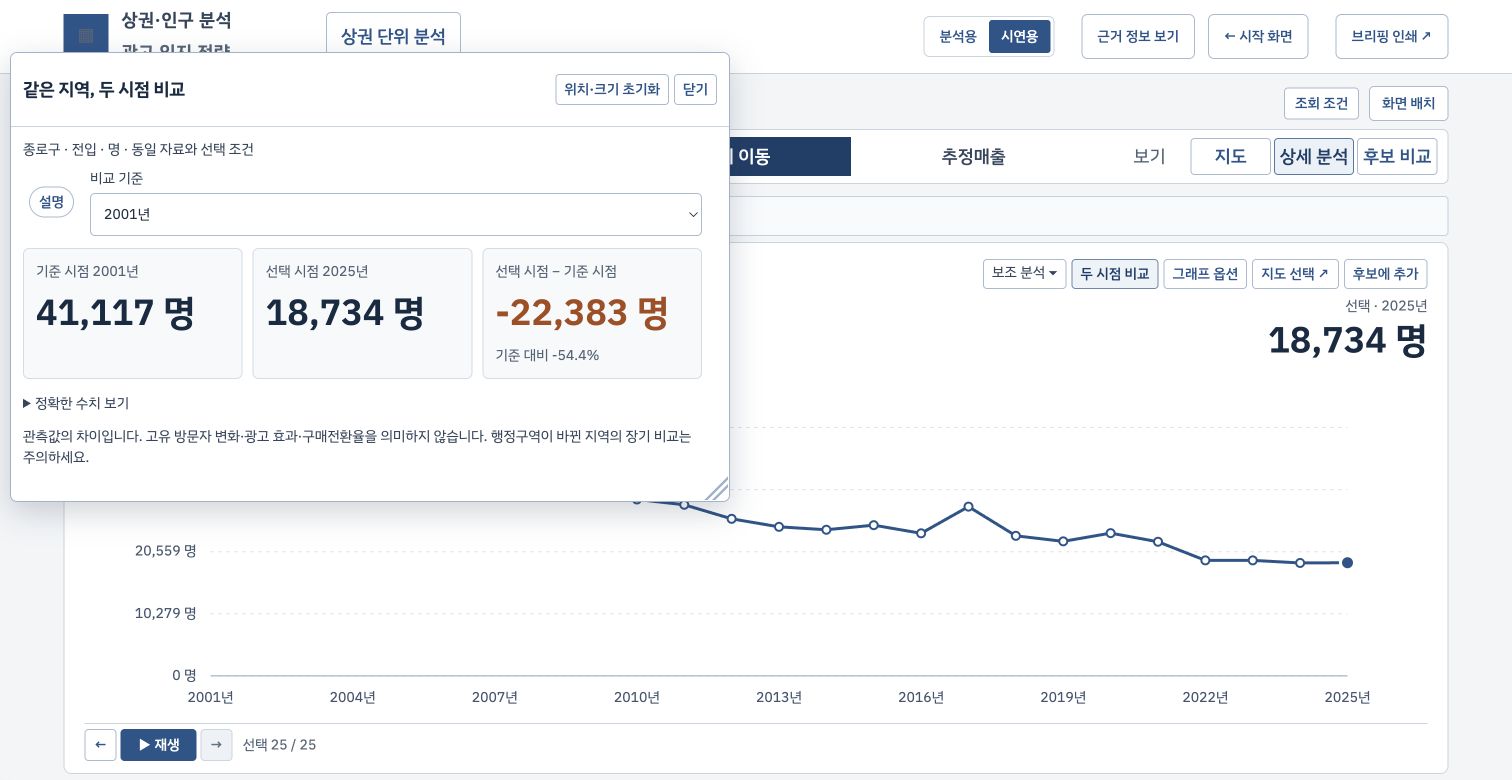 상권·인구 분석
상권 단위 분석
분석용
시연용
근거 정보 보기
← 시작 화면
브리핑 인쇄 ↗
같은 지역, 두 시점 비교
위치·크기 초기화
닫기
조회 조건
화면 배치
종로구 · 전입 · 명 · 동일 자료와 선택 조건
이동
추정매출
보기
지도
상세 분석
후보 비교
설명
비교 기준
2001년
기준 시점 2001년
41,117 명
선택 시점 2025년
18,734 명
선택 시점 – 기준 시점
-22,383 명
기준 대비 -54.4%
보조 분석
두 시점 비교
그래프 옵션
지도 선택 ↗
후보에 추가
선택 · 2025년
18,734 명
▶ 정확한 수치 보기
관측값의 차이입니다. 고유 방문자 변화·광고 효과·구매전환율을 의미하지 않습니다. 행정구역이 바뀐 지역의 장기 비교는
주의하세요.
20,559 명
10,279 명
0 명
2001년
2004년
2007년
2010년
2013년
2016년
2019년
2022년
2025년
←
▶ 재생
→
선택 25 / 25